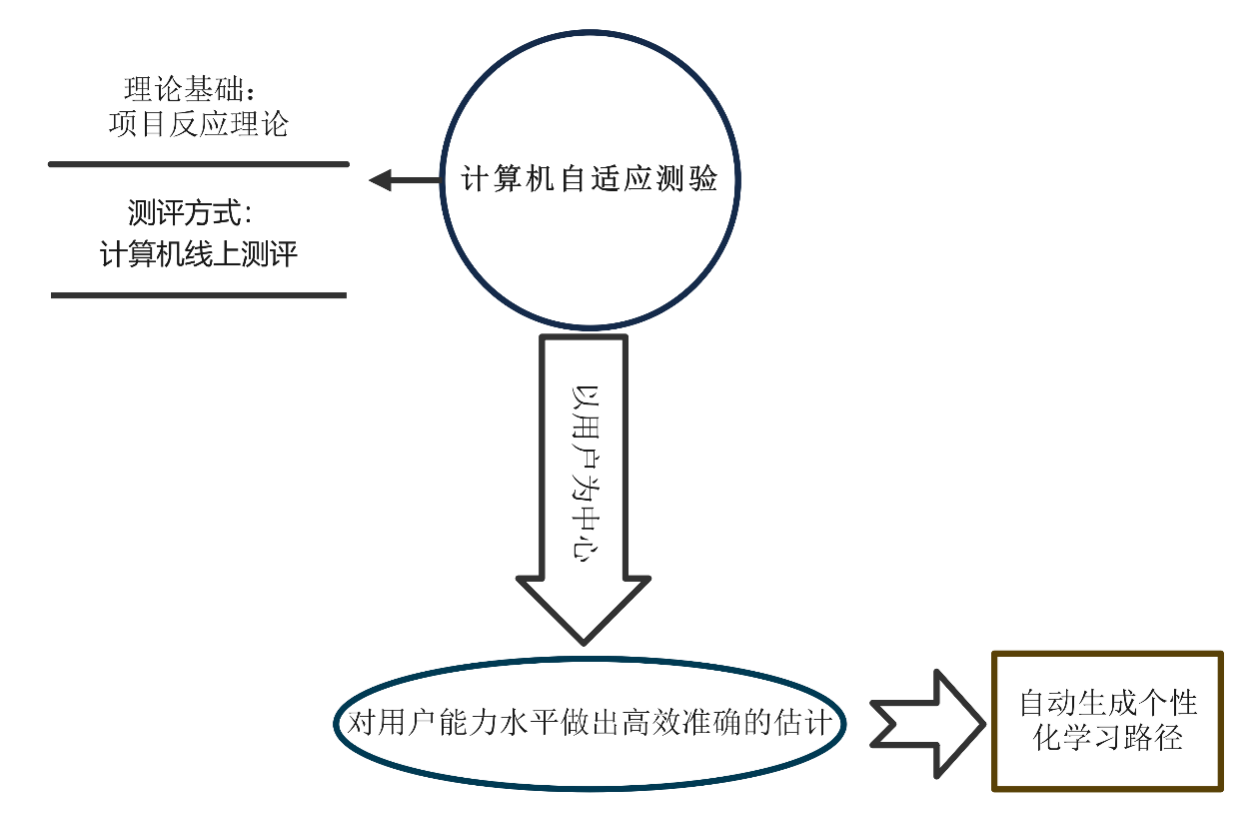 理论基础：
项目反应理论
测评方式：
计算机线上测评
计算机自适应测验
以用户为中心
对用户能力水平做出高效准确的估计
自动生成个性
化学习路径